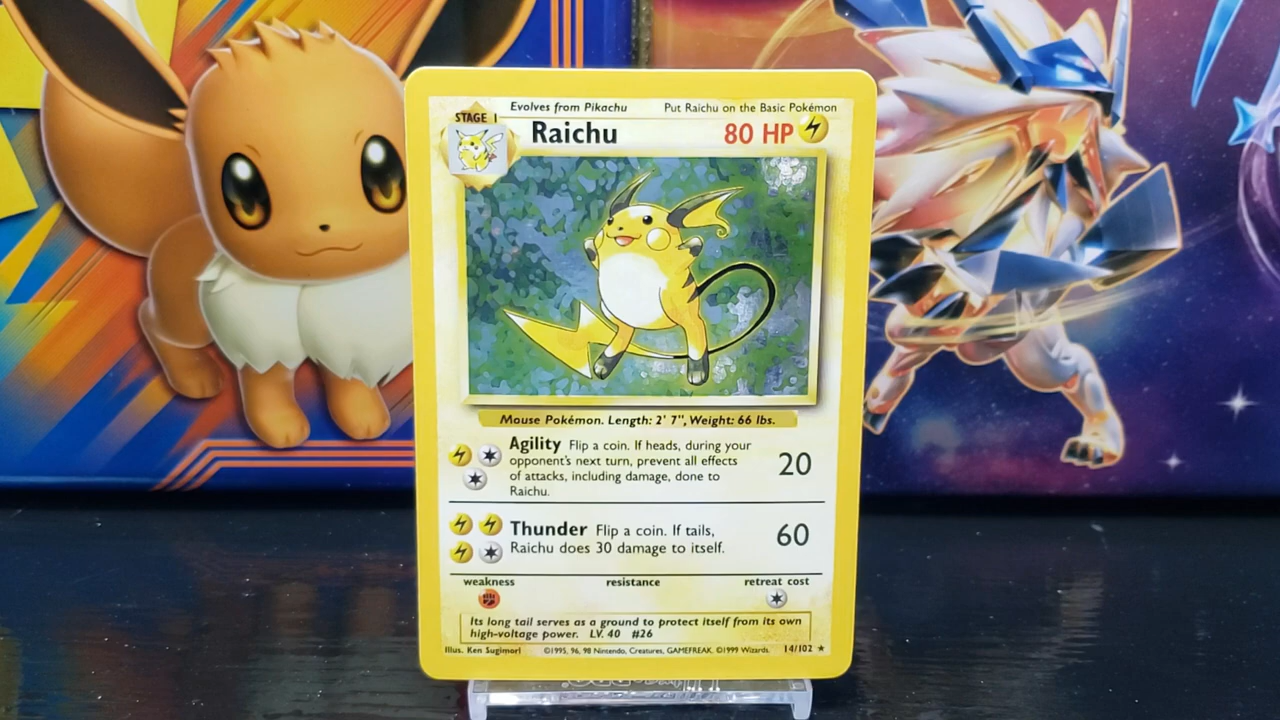 Evolves from Pikachu Put Raichu on the Basic Pokémon
STAGE 1
Raichu 80 HP
Mouse Pokémon. Length: 2' 7", Weight: 66 lbs.
Agility Flip a coin. If heads, during your
opponent's next turn, prevent all effects
of attacks, including damage, done to
Raichu.
20
Thunder Flip a coin. If tails,
Raichu does 30 damage to itself.
60
weakness resistance retreat cost
Its long tail serves as a ground to protect itself from its own
high-voltage power. LV. 40 #26
Illus. Ken Sugimori ©1995, 96, 98 Nintendo, Creatures, GAMEFREAK. ©1999 Wizards. 14/102 ★